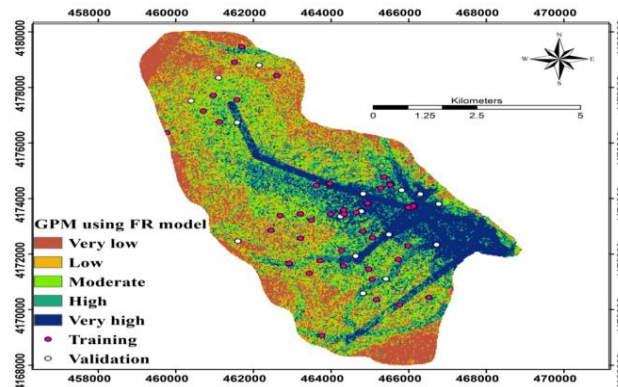 458000 460000 462000 464000 466000 468000 470000
4180000
4178000
4176000
4174000
4172000
4170000
4168000
N
W
E
S
Kilometers
0 1.25 2.5 5
GPM using FR model
Very low
Low
Moderate
High
Very high
Training
Validation
458000 460000 462000 464000 466000 468000 470000